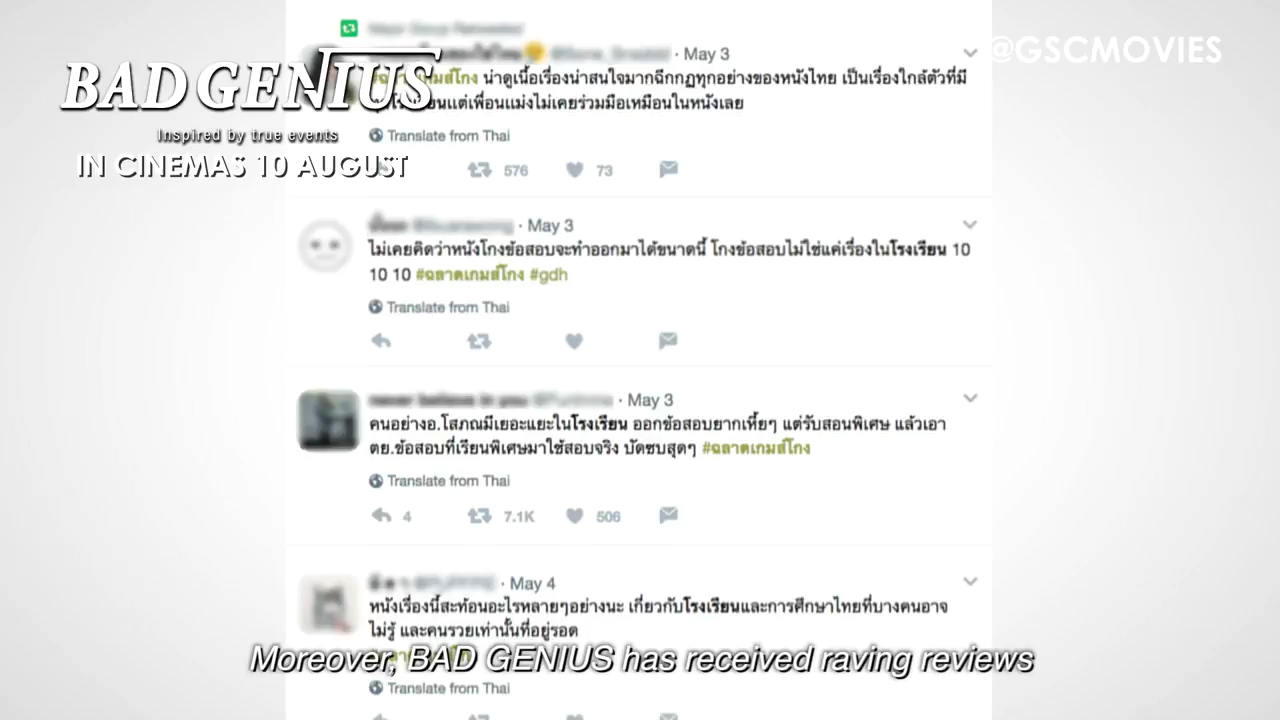 BAD GENIUS
Inspired by true events
IN CINEMAS 10 AUGUST
@GSCMOVIES
· May 3
น่าดูเนื้อเรื่องน่าสนใจมากฉีกกฏทุกอย่างของหนังไทย เป็นเรื่องใกล้ตัวที่มี
แต่เพื่อนแม่งไม่เคยร่วมมือเหมือนในหนังเลย
Translate from Thai
576 73
· May 3
ไม่เคยคิดว่าหนังโกงข้อสอบจะทำออกมาได้ขนาดนี้ โกงข้อสอบไม่ใช่แค่เรื่องในโรงเรียน 10
10 10 #ฉลาดเกมส์โกง #gdh
Translate from Thai
· May 3
คนอย่างอ.โสภณมีเยอะแยะในโรงเรียน ออกข้อสอบยากเหี้ยๆ แต่รับสอนพิเศษ แล้วเอา
ตย.ข้อสอบที่เรียนพิเศษมาใช้สอบจริง บัดซบสุดๆ #ฉลาดเกมส์โกง
Translate from Thai
4 7.1K 506
· May 4
หนังเรื่องนี้สะท้อนอะไรหลายๆอย่างนะ เกี่ยวกับโรงเรียนและการศึกษาไทยที่บางคนอาจ
ไม่รู้ และคนรวยเท่านั้นที่อยู่รอด
Moreover, BAD GENIUS has received raving reviews
Translate from Thai